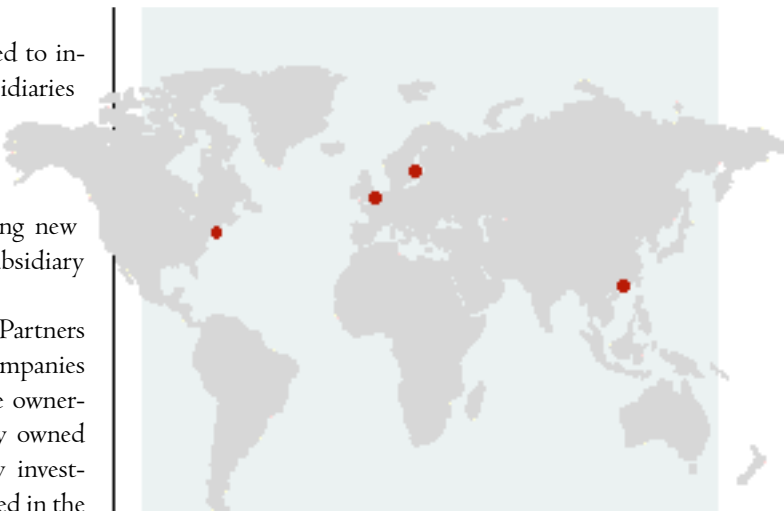 ed to in-
idiaries
ng new
bsidiary
Partners
mpanies
e owner-
y owned
y invest-
ed in the